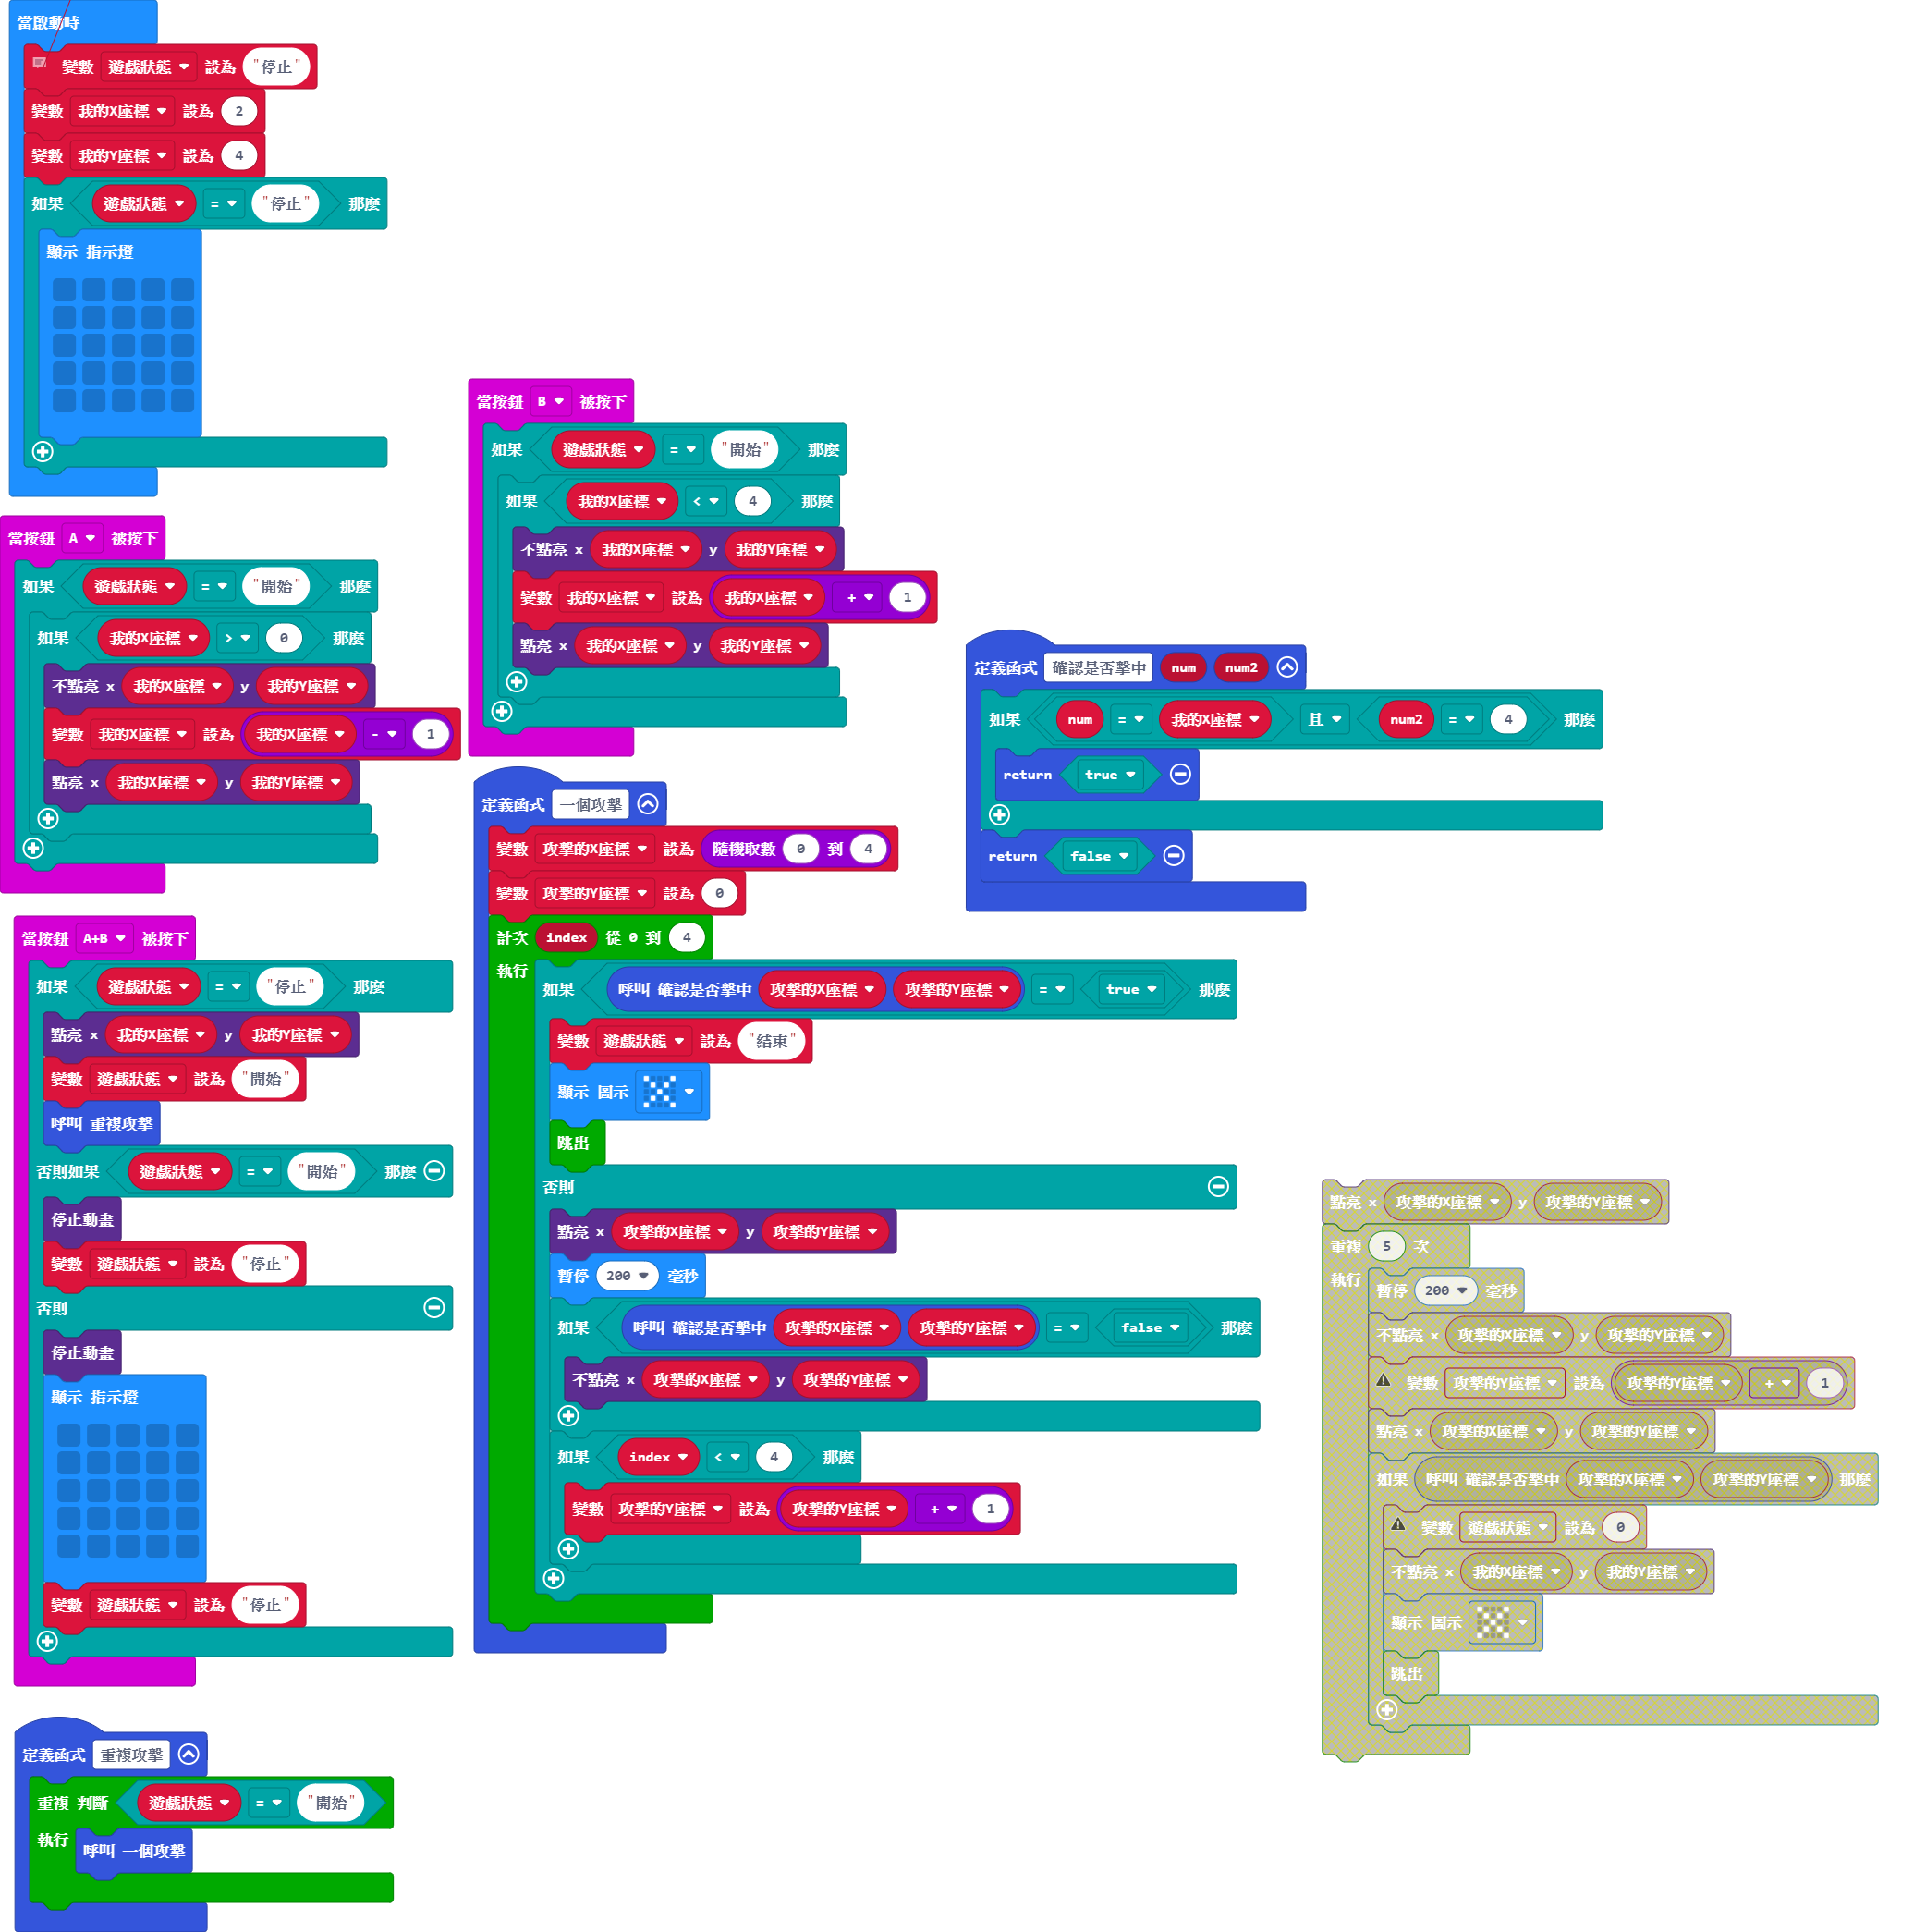 當啟動時
變數 遊戲狀態 設為 "停止"
變數 我的X座標 設為 2
變數 我的Y座標 設為 4
如果 遊戲狀態 = "停止" 那麼
顯示 指示燈
當按鈕 A 被按下
如果 遊戲狀態 = "開始" 那麼
如果 我的X座標 > 0 那麼
不點亮 x 我的X座標 y 我的Y座標
變數 我的X座標 設為 我的X座標 - 1
點亮 x 我的X座標 y 我的Y座標
當按鈕 A+B 被按下
如果 遊戲狀態 = "停止" 那麼
點亮 x 我的X座標 y 我的Y座標
變數 遊戲狀態 設為 "開始"
呼叫 重複攻擊
否則如果 遊戲狀態 = "開始" 那麼
停止動畫
變數 遊戲狀態 設為 "停止"
否則
停止動畫
顯示 指示燈
變數 遊戲狀態 設為 "停止"
定義函式 重複攻擊
重複 判斷 遊戲狀態 = "開始"
執行
呼叫 一個攻擊
當按鈕 B 被按下
如果 遊戲狀態 = "開始" 那麼
如果 我的X座標 < 4 那麼
不點亮 x 我的X座標 y 我的Y座標
變數 我的X座標 設為 我的X座標 + 1
點亮 x 我的X座標 y 我的Y座標
定義函式 一個攻擊
變數 攻擊的X座標 設為 隨機取數 0 到 4
變數 攻擊的Y座標 設為 0
計次 index 從 0 到 4
執行
如果 呼叫 確認是否擊中 攻擊的X座標 攻擊的Y座標 = true 那麼
變數 遊戲狀態 設為 "結束"
顯示 圖示
跳出
否則
點亮 x 攻擊的X座標 y 攻擊的Y座標
暫停 200 毫秒
如果 呼叫 確認是否擊中 攻擊的X座標 攻擊的Y座標 = false 那麼
不點亮 x 攻擊的X座標 y 攻擊的Y座標
如果 index < 4 那麼
變數 攻擊的Y座標 設為 攻擊的Y座標 + 1
定義函式 確認是否擊中 num num2
如果 num = 我的X座標 且 num2 = 4 那麼
return true
return false
點亮 x 攻擊的X座標 y 攻擊的Y座標
重複 5 次
執行
暫停 200 毫秒
不點亮 x 攻擊的X座標 y 攻擊的Y座標
變數 攻擊的Y座標 設為 攻擊的Y座標 + 1
點亮 x 攻擊的X座標 y 攻擊的Y座標
如果 呼叫 確認是否擊中 攻擊的X座標 攻擊的Y座標 那麼
變數 遊戲狀態 設為 0
不點亮 x 我的X座標 y 我的Y座標
顯示 圖示
跳出